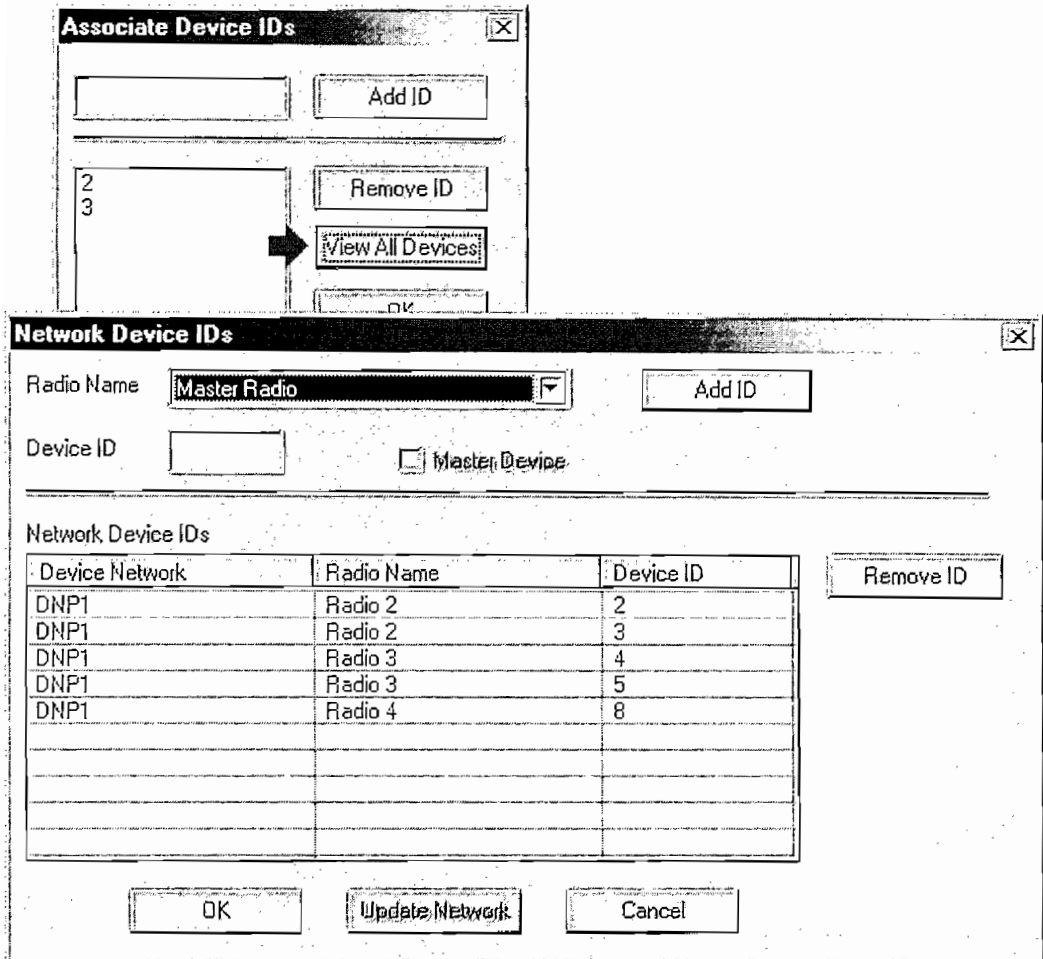 Associate Device IDs
Add ID
2
3
Remove ID
View All Devices
OK
Network Device IDs
Radio Name Master Radio Add ID
Device ID Master Device
Network Device IDs
Device Network Radio Name Device ID Remove ID
DNP1 Radio 2 2
DNP1 Radio 2 3
DNP1 Radio 3 4
DNP1 Radio 3 5
DNP1 Radio 4 8
OK Update Network Cancel